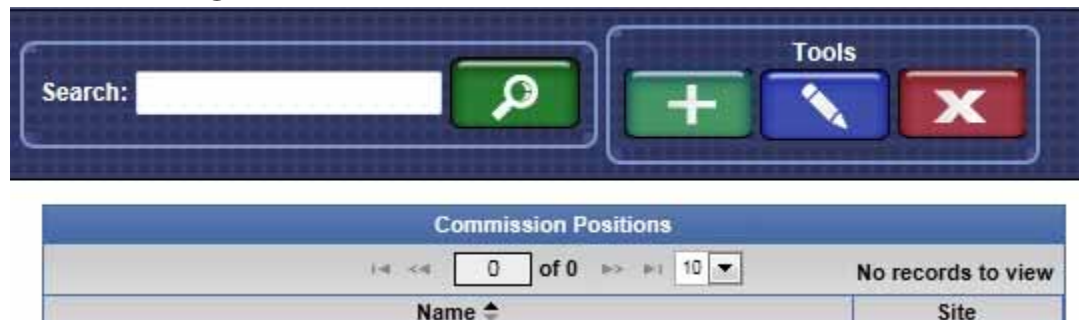 Search:
Tools
Commission Positions
0 of 0 10 No records to view
Name Site